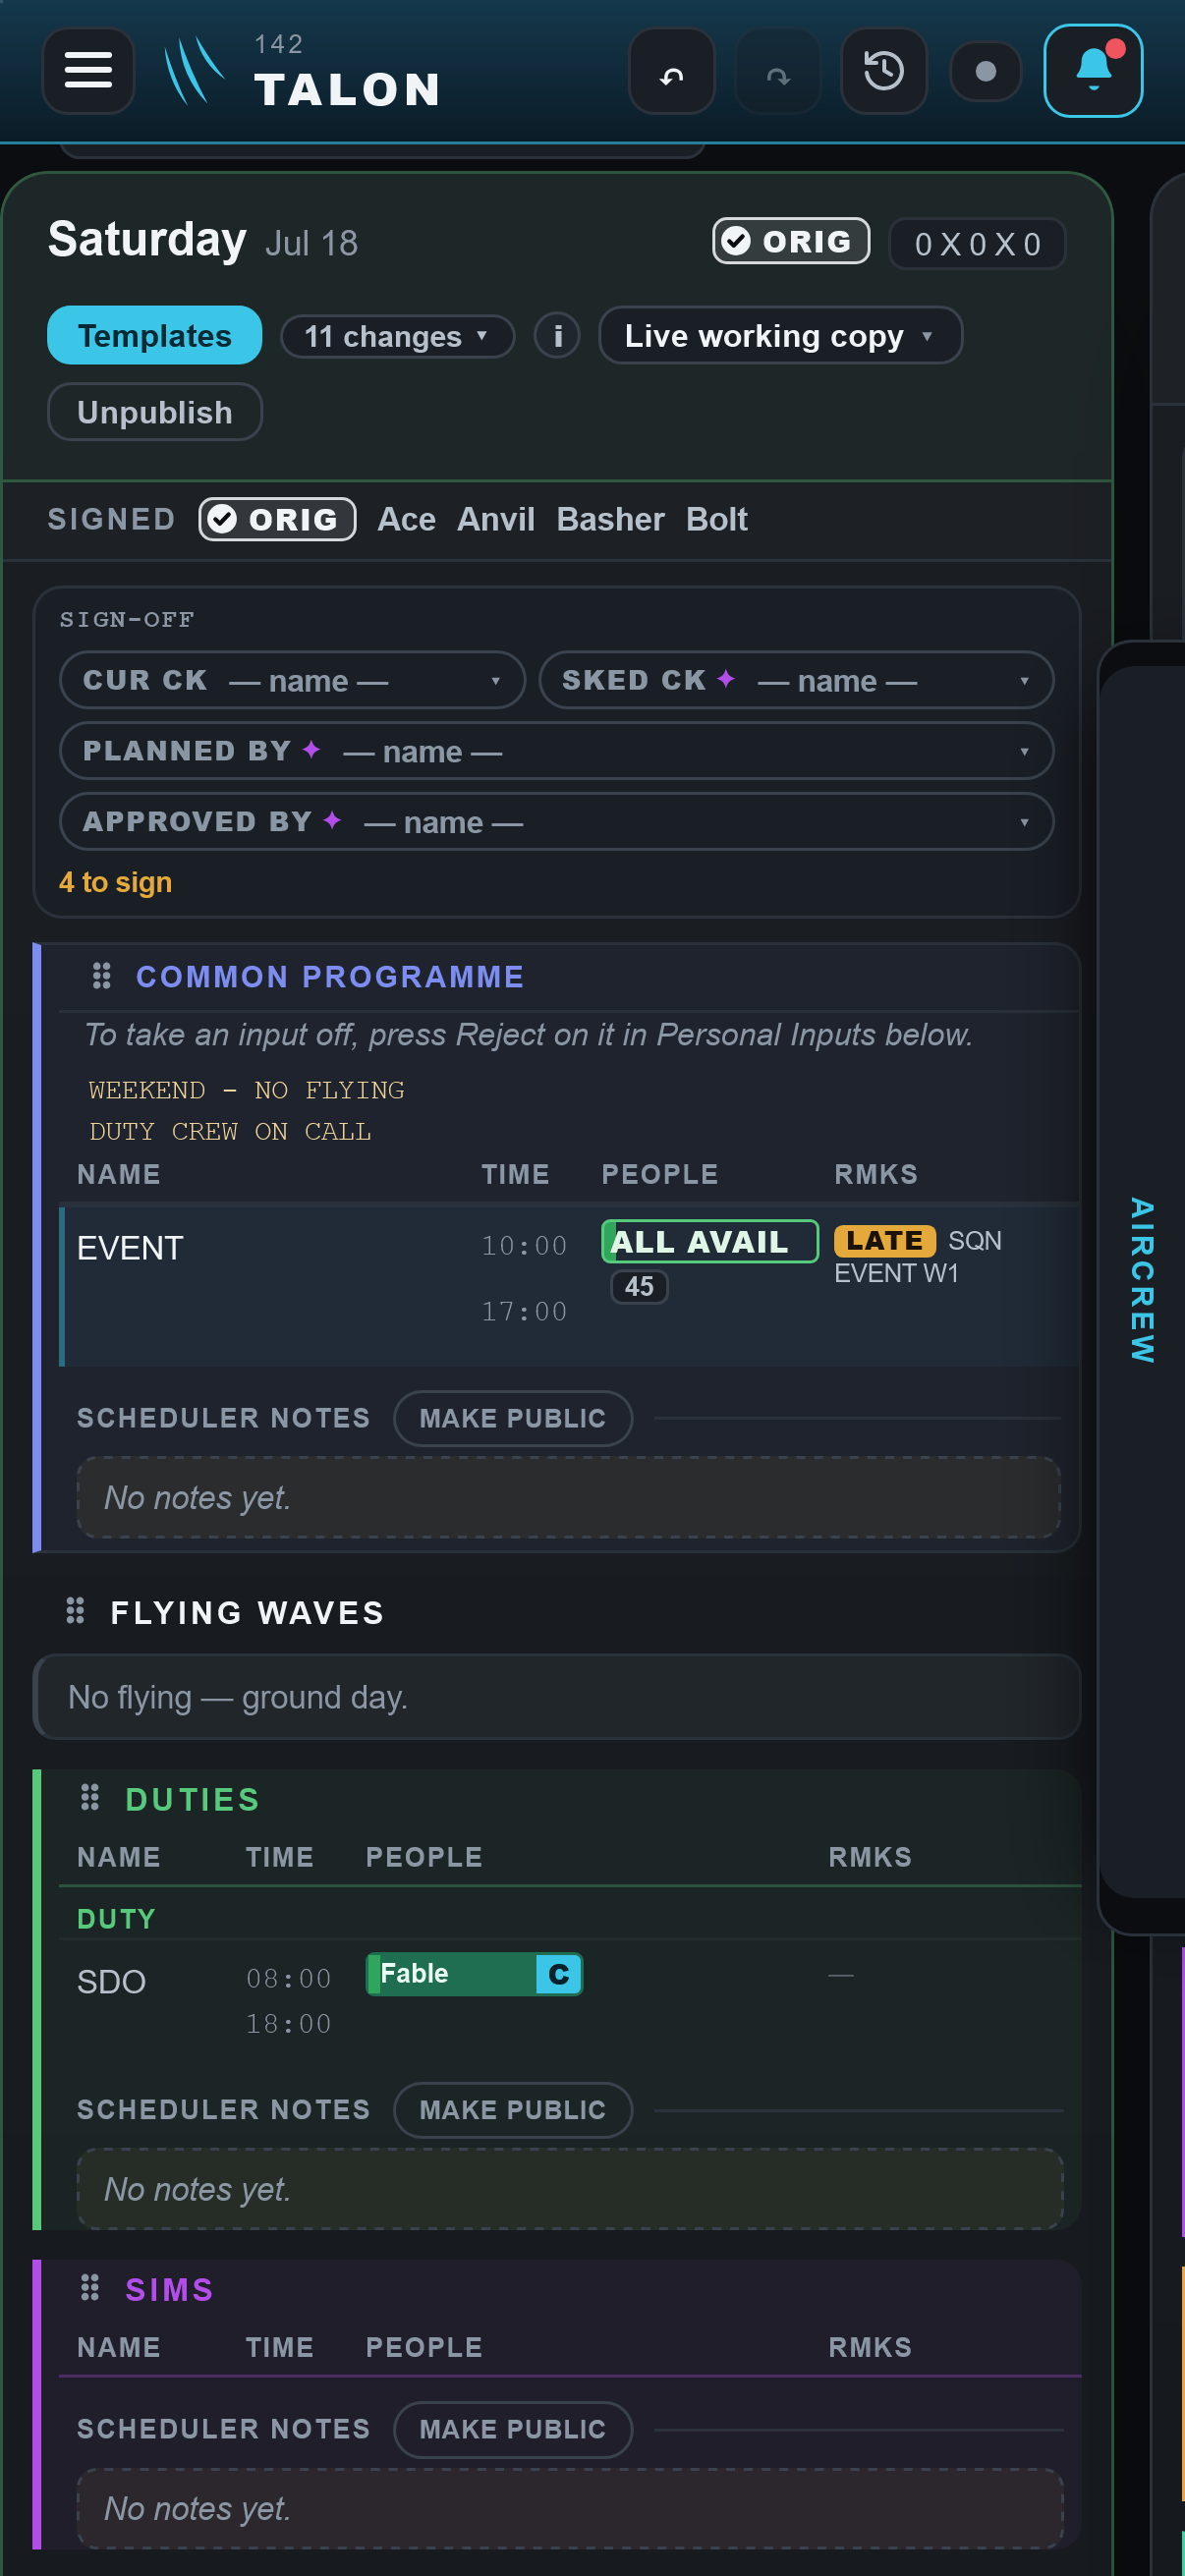 142
TALON
Saturday Jul 18 ORIG 0 X 0 X 0
Templates 11 changes i Live working copy
Unpublish
SIGNED ORIG Ace Anvil Basher Bolt
SIGN-OFF
CUR CK — name — SKED CK — name —
PLANNED BY — name —
APPROVED BY — name —
4 to sign
COMMON PROGRAMME
To take an input off, press Reject on it in Personal Inputs below.
WEEKEND - NO FLYING
DUTY CREW ON CALL
NAME TIME PEOPLE RMKS
EVENT 10:00 ALL AVAIL LATE SQN
45 EVENT W1
17:00
SCHEDULER NOTES MAKE PUBLIC
No notes yet.
FLYING WAVES
No flying — ground day.
DUTIES
NAME TIME PEOPLE RMKS
DUTY
SDO 08:00 Fable C —
18:00
SCHEDULER NOTES MAKE PUBLIC
No notes yet.
SIMS
NAME TIME PEOPLE RMKS
SCHEDULER NOTES MAKE PUBLIC
No notes yet.
AIRCREW